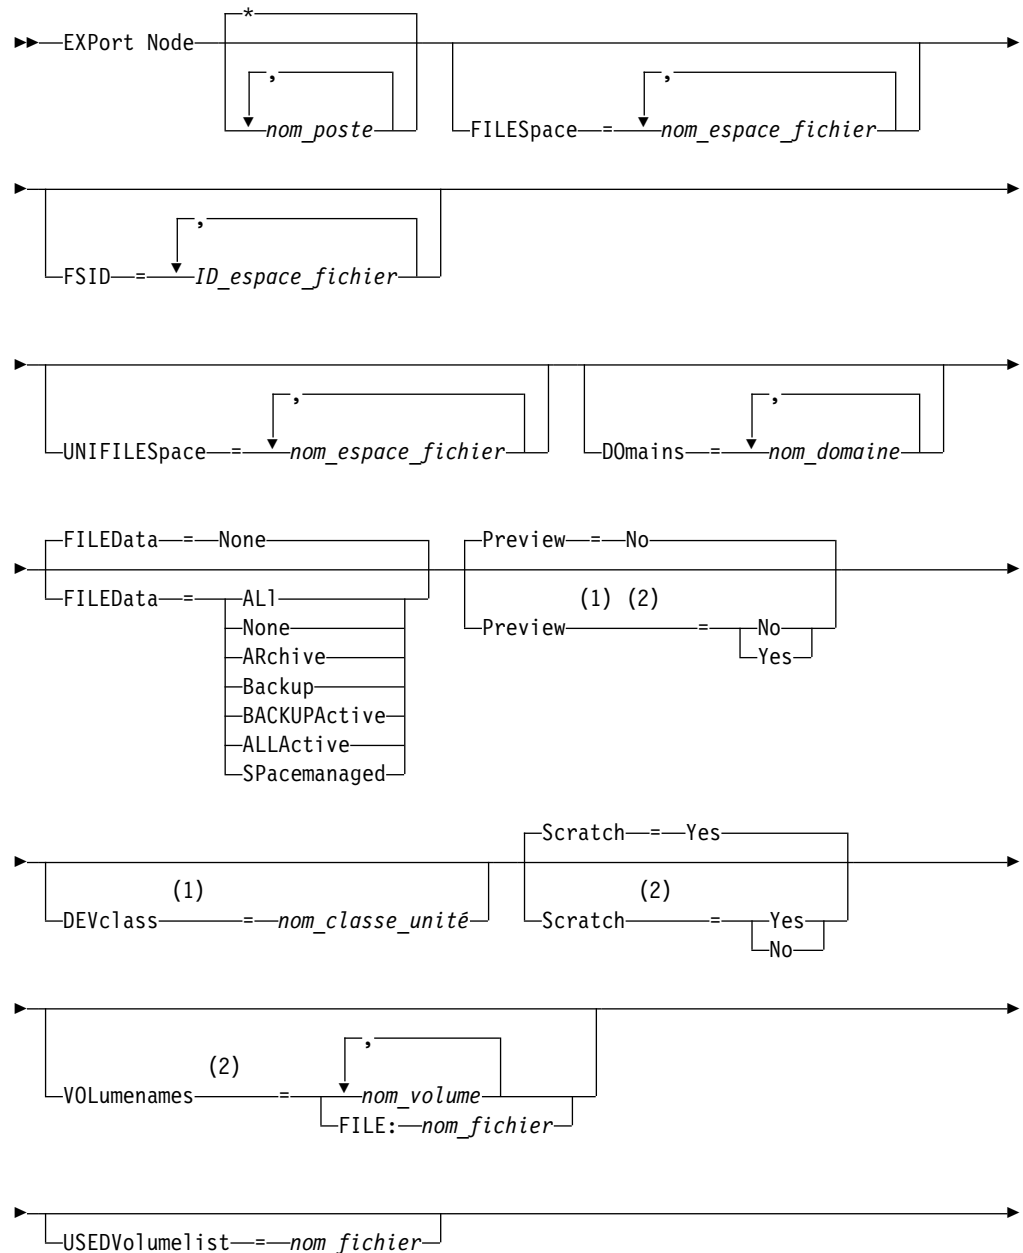 *
EXPort Node
, ,
nom_poste FILESpace = nom_espace_fichier
,
FSID = ID_espace_fichier
, ,
UNIFILESpace = nom_espace_fichier DOmains = nom_domaine
FILEData = None Preview = No
(1) (2)
FILEData = ALl Preview = No
None Yes
ARchive
Backup
BACKUPActive
ALLActive
SPacemanaged
Scratch = Yes
(1) (2)
DEVclass = nom_classe_unité Scratch = Yes
No
,
(2)
VOLumenames = nom_volume
FILE: nom_fichier
USEDVolumelist = nom_fichier